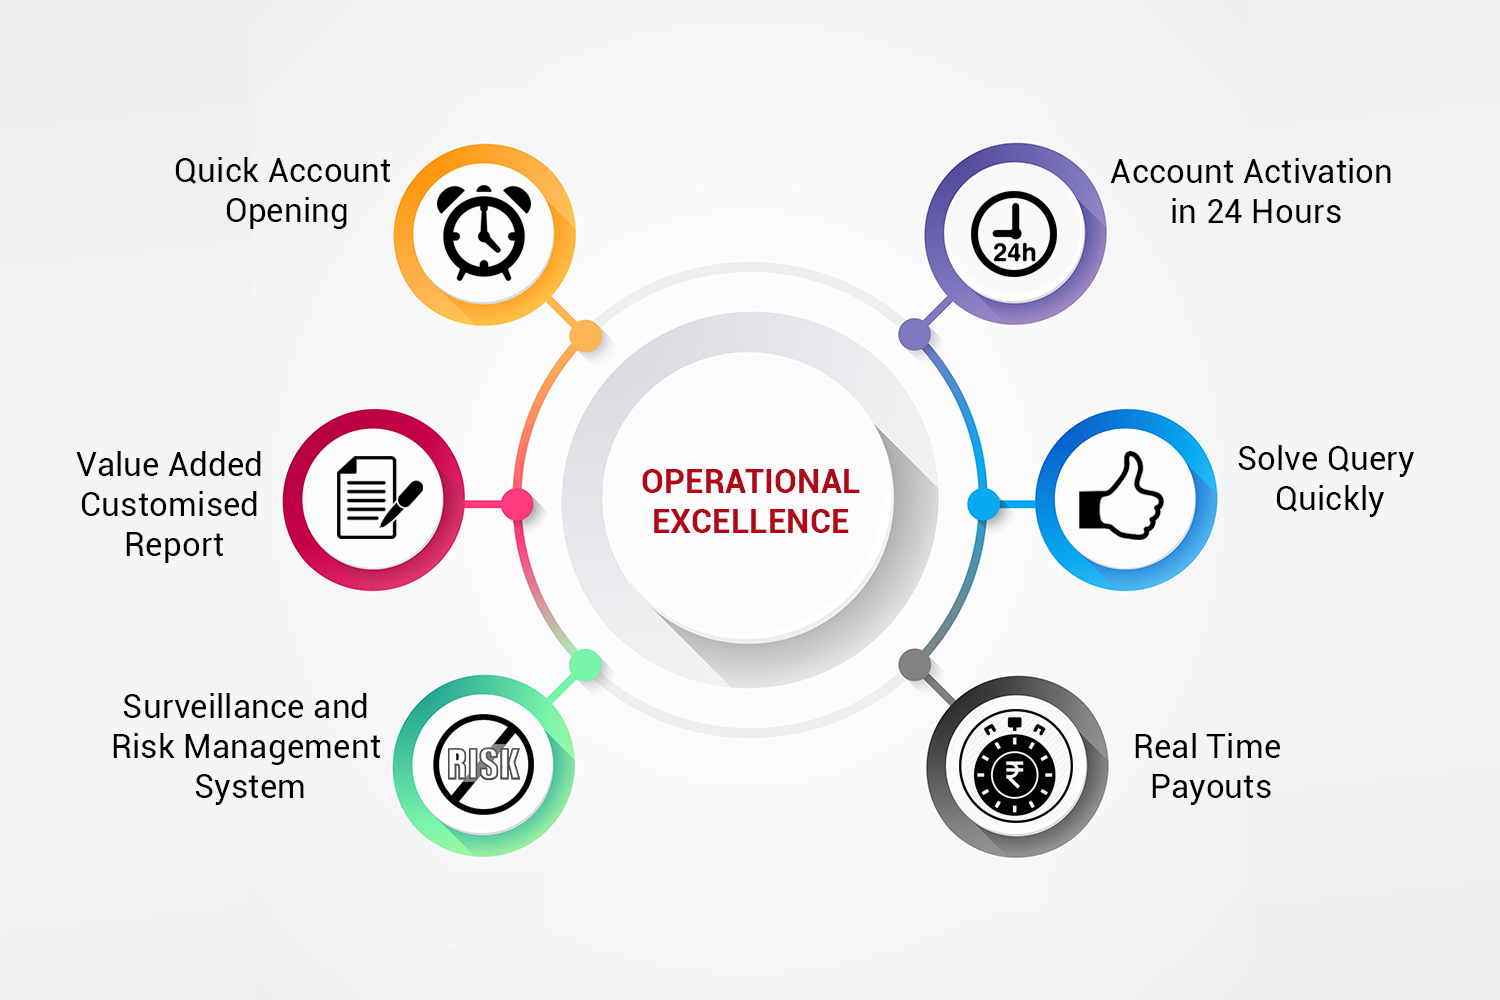 Quick Account
Opening
Account Activation
in 24 Hours
24h
Value Added
Customised
Report
OPERATIONAL
EXCELLENCE
Solve Query
Quickly
Surveillance and
Risk Management
System
RISK
₹
Real Time
Payouts